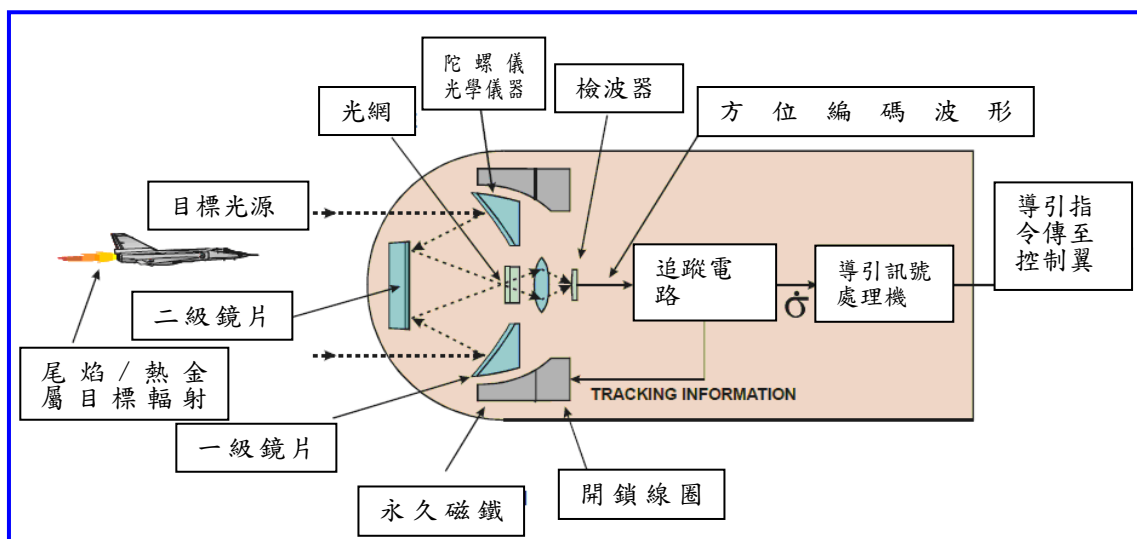 陀螺儀
光學儀器
檢波器
光網
方位編碼波形
目標光源
導引指
令傳至
控制翼
追蹤電
路
導引訊號
處理機
σ̇
二級鏡片
尾焰/熱金
屬目標輻射
TRACKING INFORMATION
一級鏡片
永久磁鐵
開鎖線圈